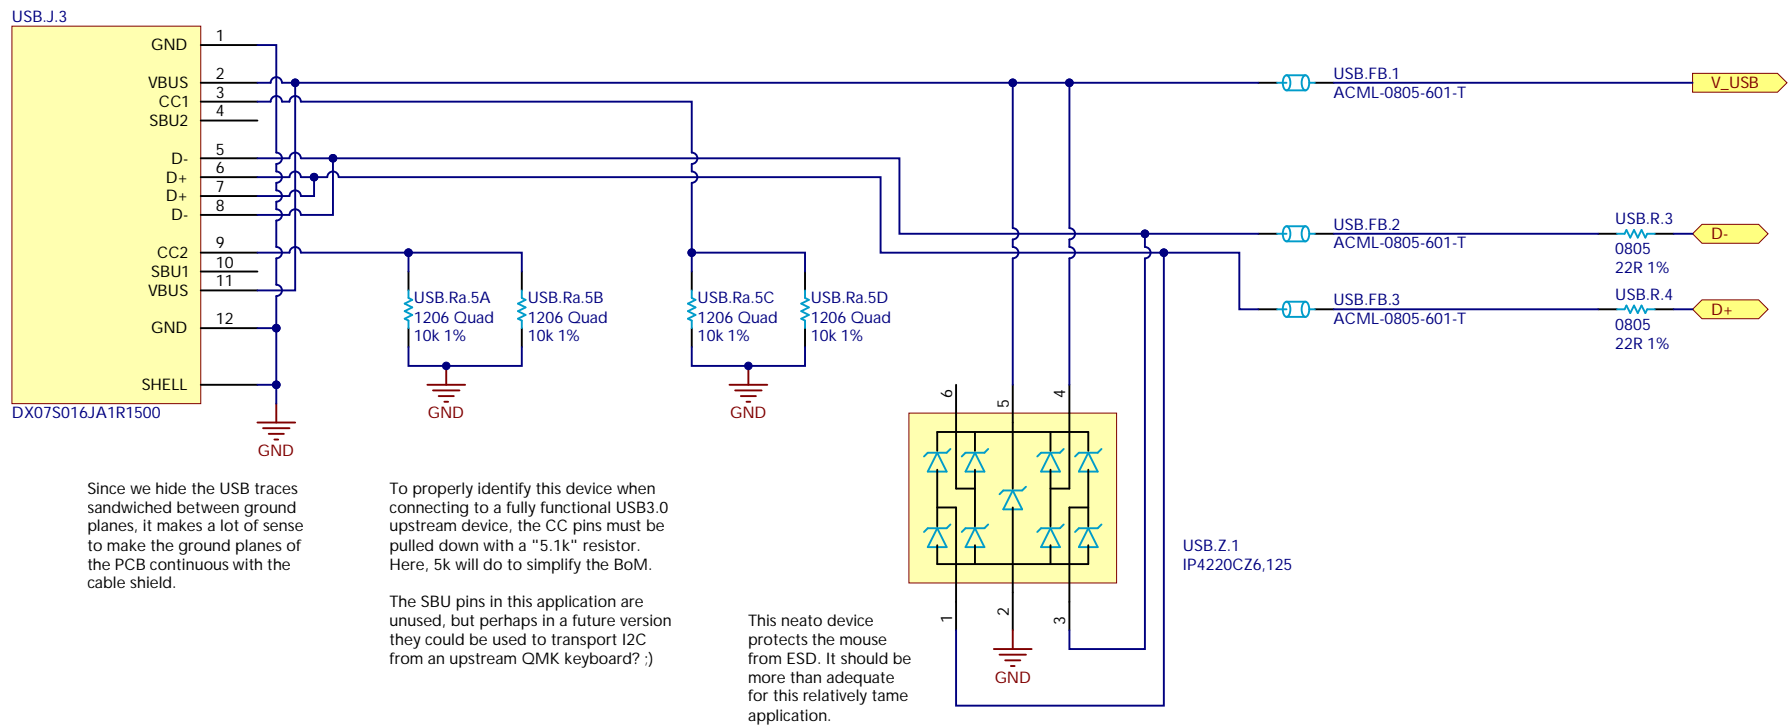 USB.J.3
GND 1
VBUS 2
CC1 3
SBU2 4
D- 5
D+ 6
D+ 7
D- 8
CC2 9
SBU1 10
VBUS 11
GND 12
SHELL
DX07S016JA1R1500
GND
USB.Ra.5A
1206 Quad
10k 1%
USB.Ra.5B
1206 Quad
10k 1%
GND
USB.Ra.5C
1206 Quad
10k 1%
USB.Ra.5D
1206 Quad
10k 1%
GND
USB.FB.1
ACML-0805-601-T
V_USB
USB.FB.2
ACML-0805-601-T
USB.R.3
0805
22R 1%
D-
USB.FB.3
ACML-0805-601-T
USB.R.4
0805
22R 1%
D+
6
5
4
1
2
3
GND
USB.Z.1
IP4220CZ6,125
Since we hide the USB traces
sandwiched between ground
planes, it makes a lot of sense
to make the ground planes of
the PCB continuous with the
cable shield.
To properly identify this device when
connecting to a fully functional USB3.0
upstream device, the CC pins must be
pulled down with a "5.1k" resistor.
Here, 5k will do to simplify the BoM.
The SBU pins in this application are
unused, but perhaps in a future version
they could be used to transport I2C
from an upstream QMK keyboard? ;)
This neato device
protects the mouse
from ESD. It should be
more than adequate
for this relatively tame
application.